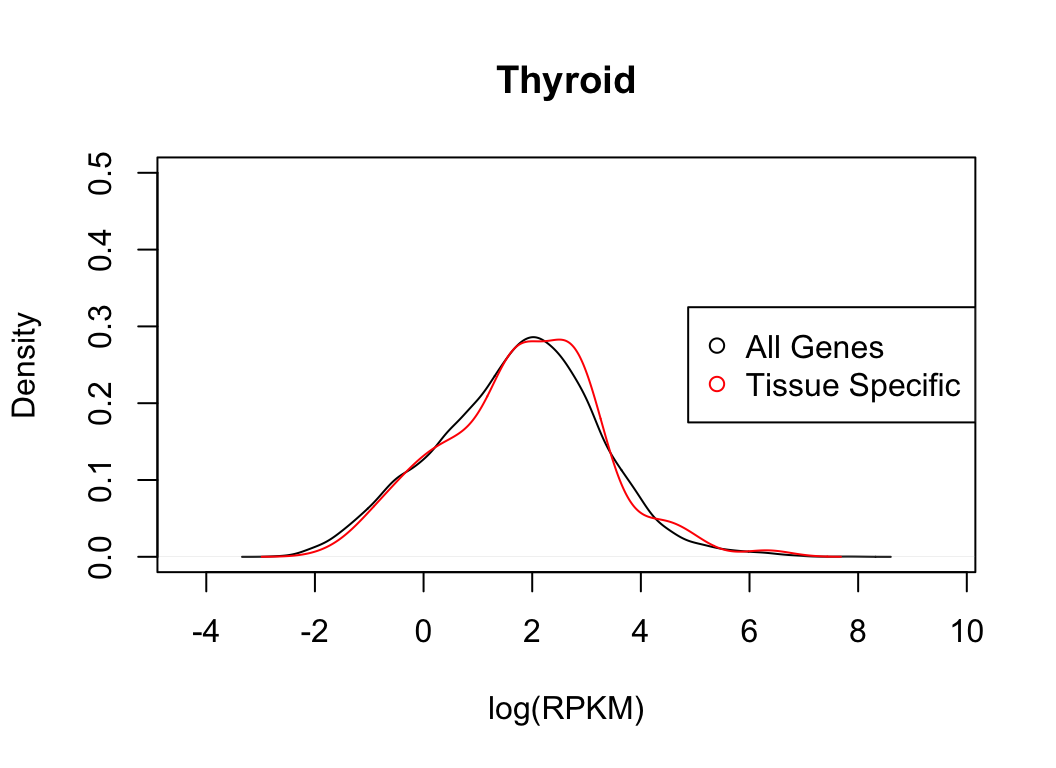 Thyroid
Density
0.5
0.4
0.3
0.2
0.1
0.0
All Genes
Tissue Specific
-4 -2 0 2 4 6 8 10
log(RPKM)